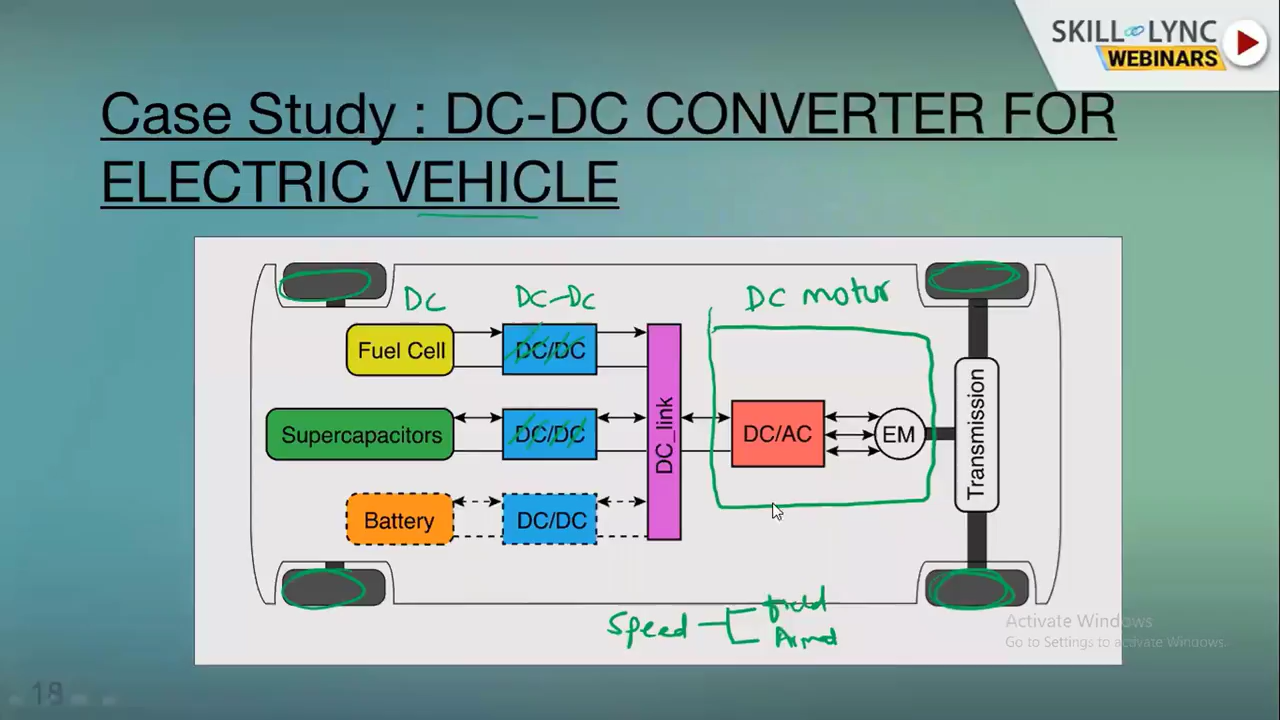 SKILL LYNC
WEBINARS
Case Study : DC-DC CONVERTER FOR
ELECTRIC VEHICLE
DC DC-DC DC motor
Fuel Cell DC/DC
Supercapacitors DC/DC DC_link DC/AC EM Transmission
Battery DC/DC
Speed field
Armd
Activate Windows
Go to Settings to activate Windows.
18